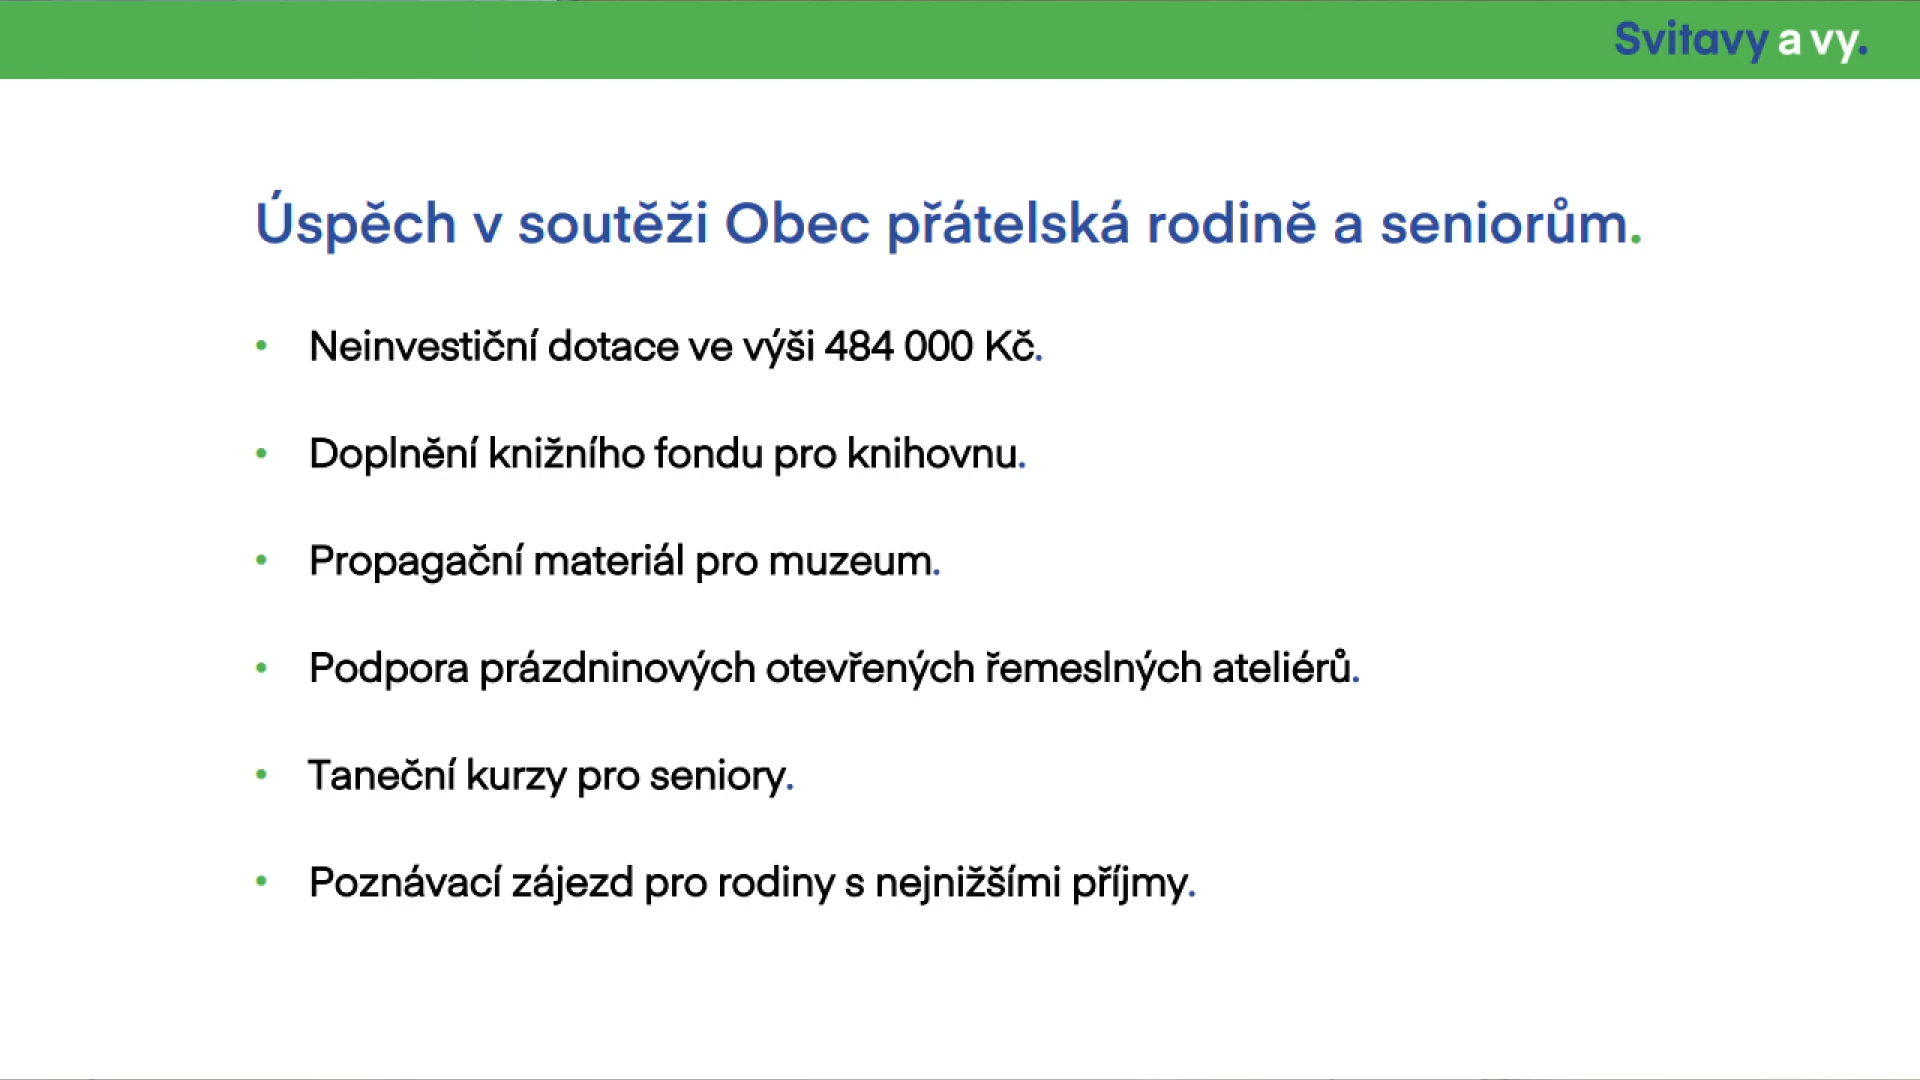 Svitavy a vy.
Úspěch v soutěži Obec přátelská rodině a seniorům.
• Neinvestiční dotace ve výši 484 000 Kč.
• Doplnění knižního fondu pro knihovnu.
• Propagační materiál pro muzeum.
• Podpora prázdninových otevřených řemeslných ateliérů.
• Taneční kurzy pro seniory.
• Poznávací zájezd pro rodiny s nejnižšími příjmy.